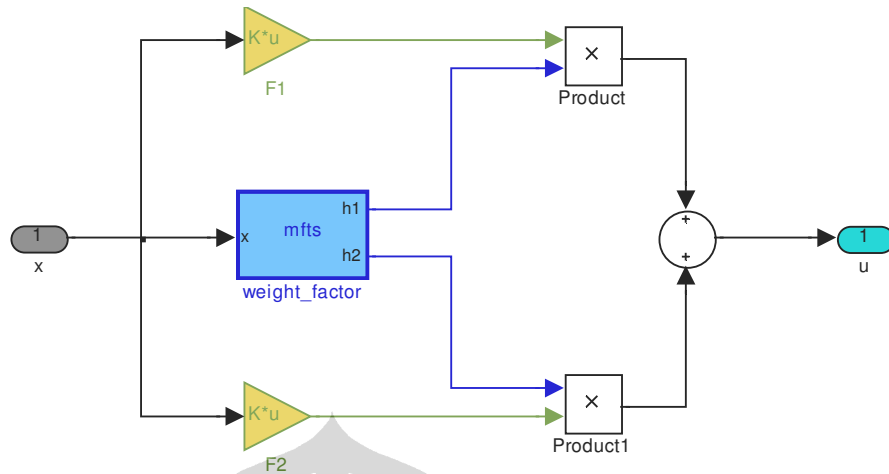 K*u
F1
×
Product
1
x
x
mfts
h1
h2
weight_factor
+
+
1
u
K*u
F2
×
Product1